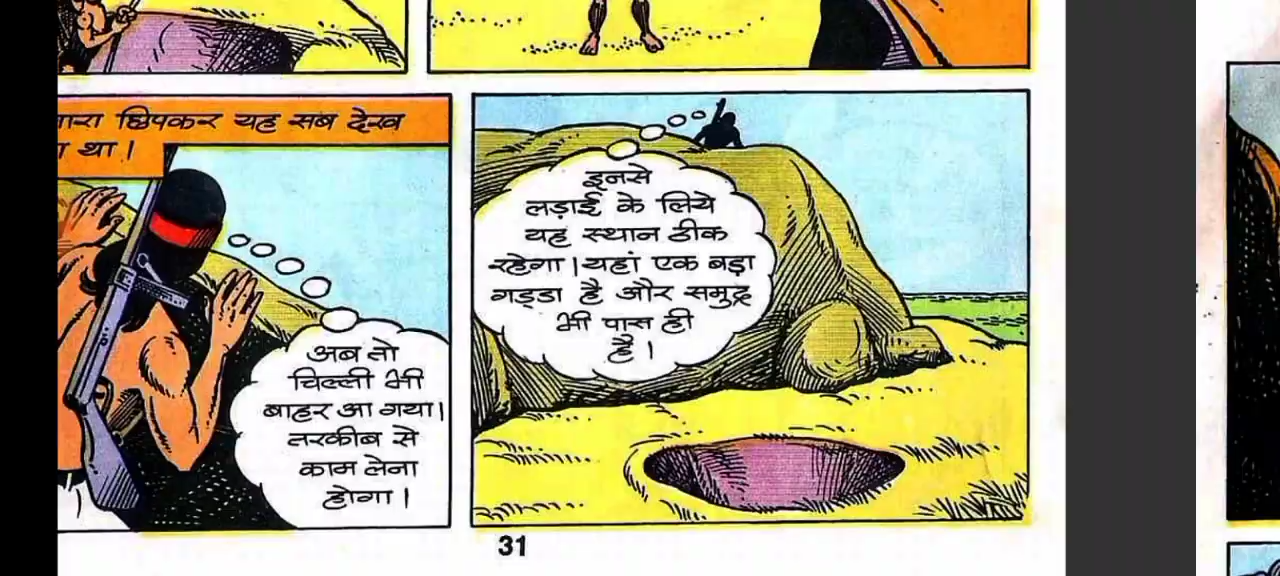 छिपकर यह सब देख
था।
अब तो
चिल्ली भी
बाहर आ गया।
तरकीब से
काम लेना
होगा।
इनसे
लड़ाई के लिये
यह स्थान ठीक
रहेगा। यहां एक बड़ा
गड्डा है और समुद्र
भी पास ही
है।
31